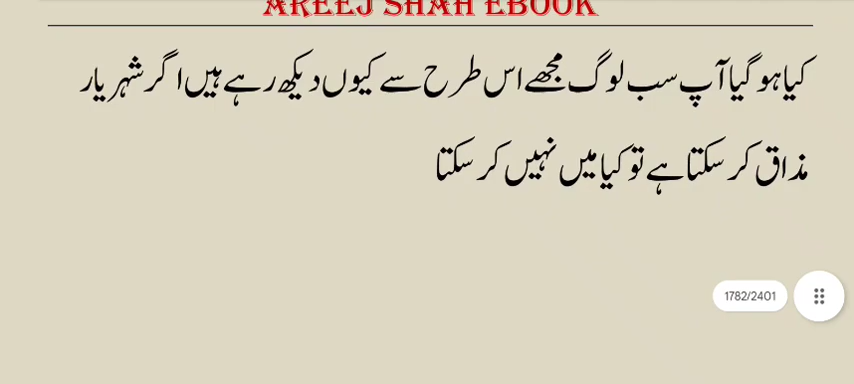 AREEJ SHAH EBOOK
کیا ہو گیا آپ سب لوگ مجھے اس طرح سے کیوں دیکھ رہے ہیں اگر شہریار
مذاق کر سکتا ہے تو کیا میں نہیں کر سکتا
1782/2401